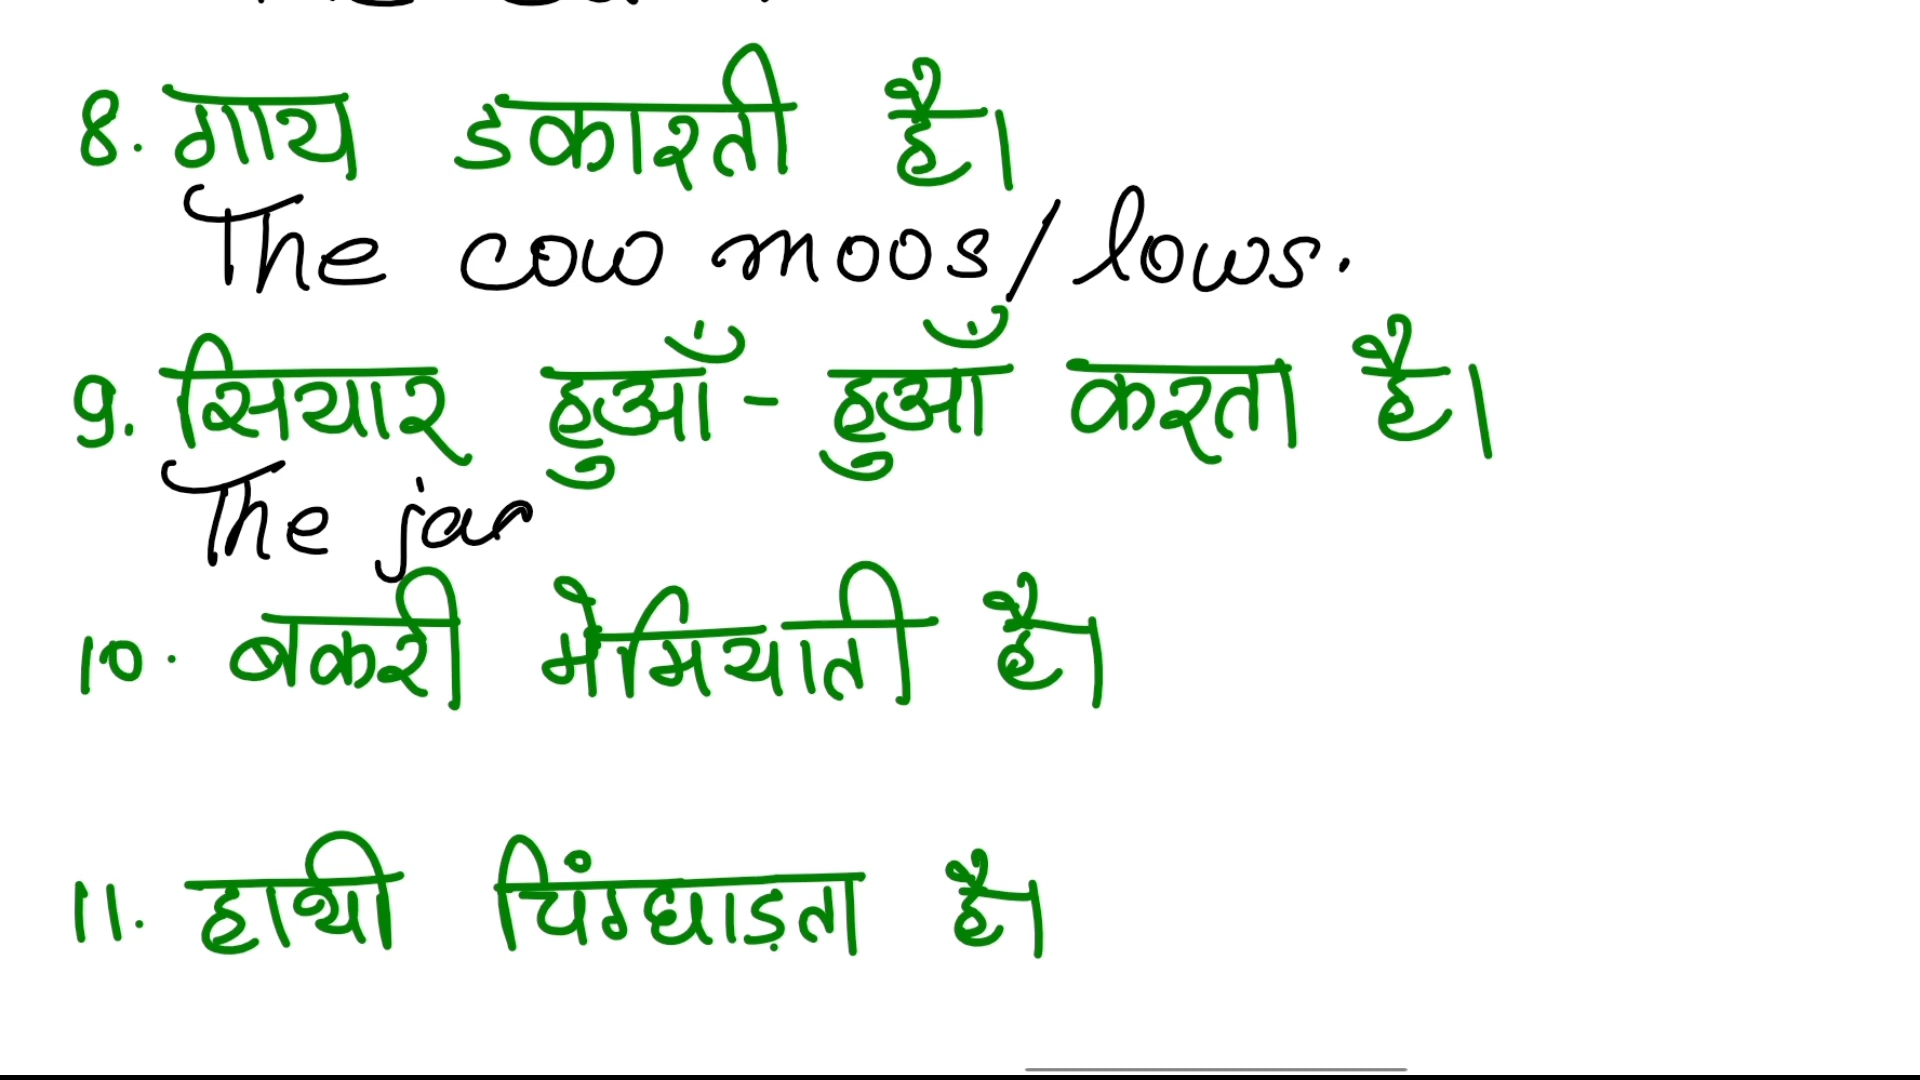 8. गाय डकारती है।
The cow moos/lows.
9. सियार हुआँ-हुआँ करता है।
The jar
10. बकरी मेमियाती है।
11. हाथी चिंग्घाड़ता है।